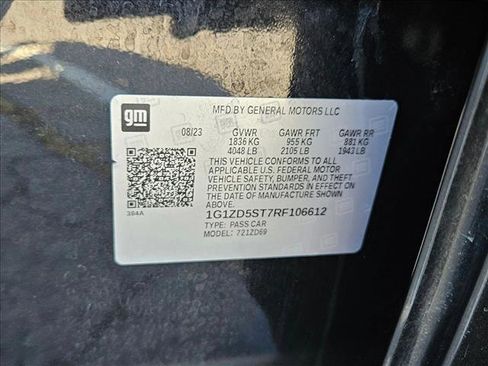 gm
MFD BY GENERAL MOTORS LLC
08/23 GVWR GAWR FRT GAWR RR
1836 KG 955 KG 881 KG
4048 LB 2105 LB 1943 LB
THIS VEHICLE CONFORMS TO ALL
APPLICABLE U.S. FEDERAL MOTOR
VEHICLE SAFETY, BUMPER, AND THEFT
PREVENTION STANDARDS IN EFFECT
ON THE DATE OF MANUFACTURE
SHOWN ABOVE.
384A
1G1ZD5ST7RF106612
TYPE: PASS CAR
MODEL: 721ZD69